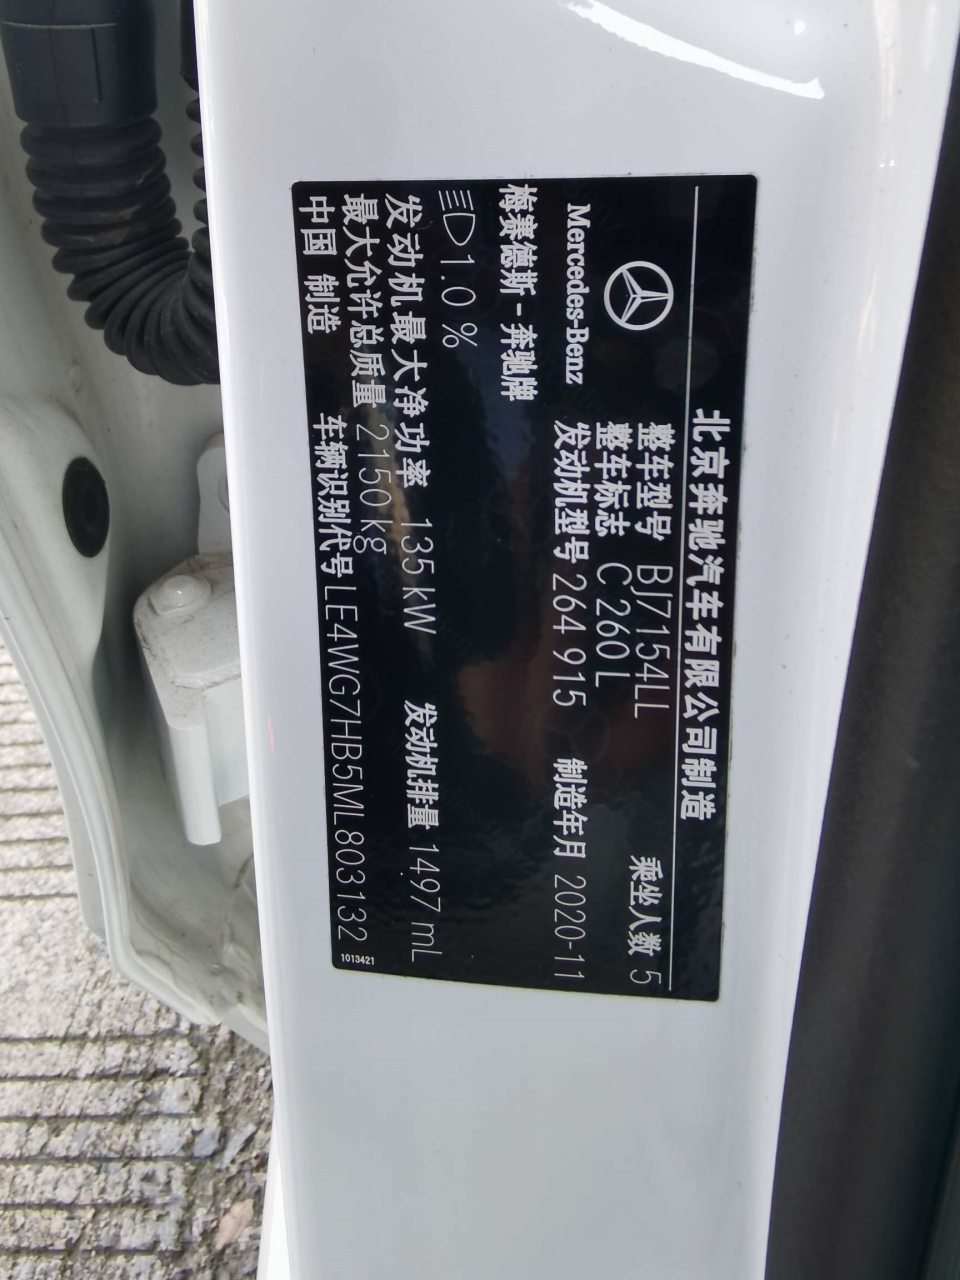 北京奔驰汽车有限公司制造
整车型号 BJ7154LL 乘坐人数 5
整车标志 C 260 L
Mercedes-Benz 发动机型号 264 915 制造年月 2020-11
梅赛德斯-奔驰牌
1.0 %
发动机最大净功率 135 kW 发动机排量 1497 mL
最大允许总质量 2150 kg
中国 制造 车辆识别代号 LE4WG7HB5ML803132
1013421